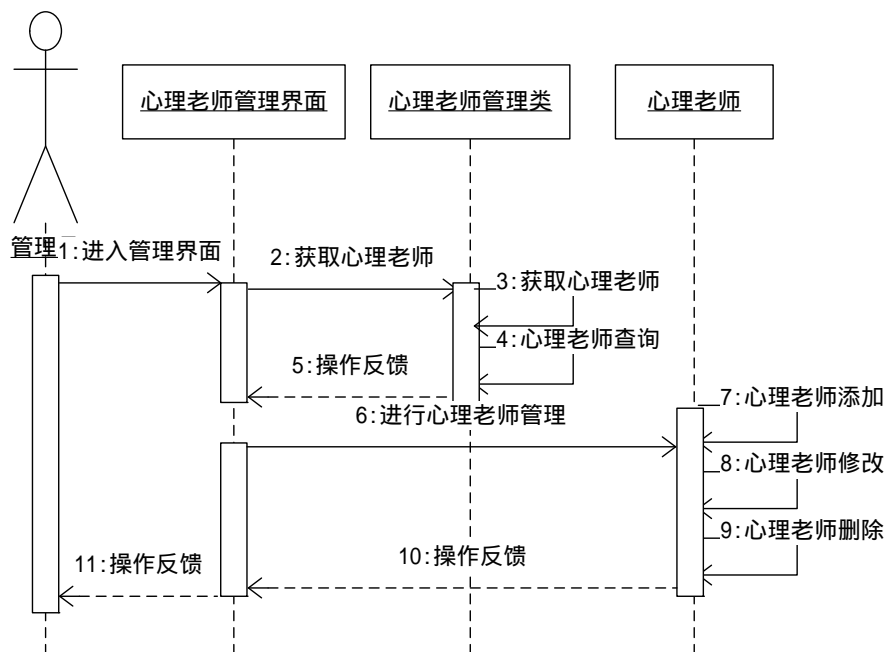 心理老师管理界面
心理老师管理类
心理老师
管理
1:进入管理界面
2:获取心理老师
3:获取心理老师
4:心理老师查询
5:操作反馈
6:进行心理老师管理
7:心理老师添加
8:心理老师修改
9:心理老师删除
10:操作反馈
11:操作反馈